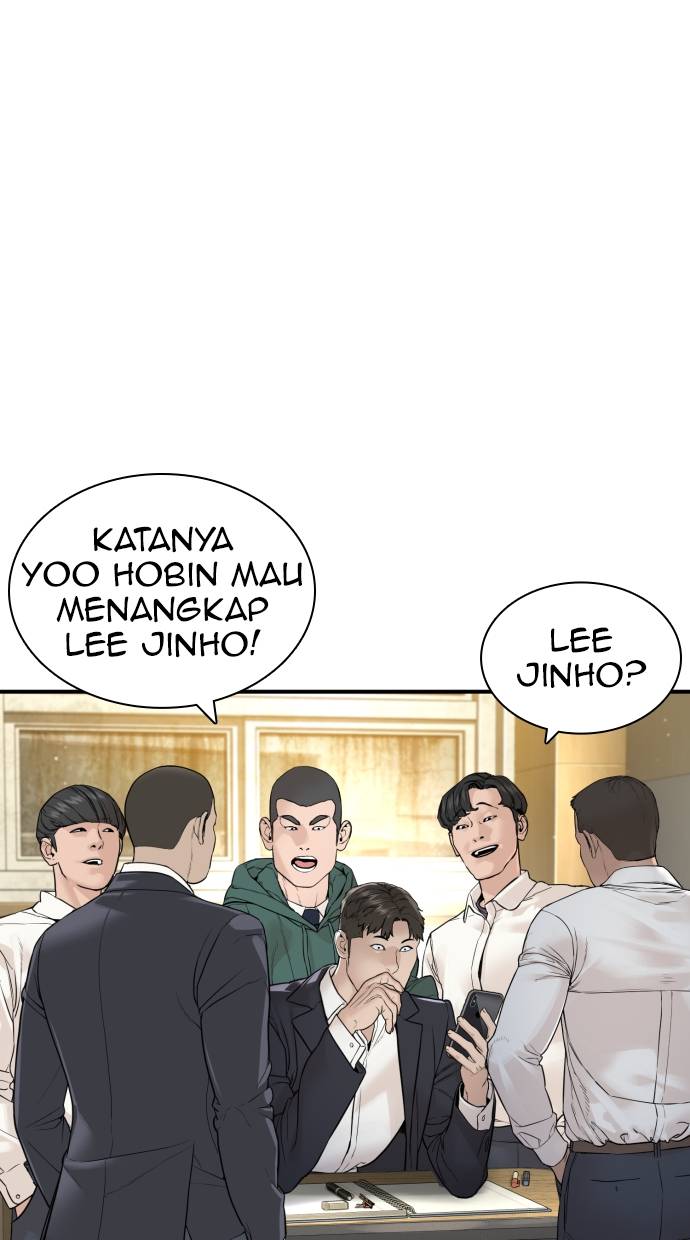 KATANYA
YOO HOBIN MAU
MENANGKAP
LEE JINHO!
LEE
JINHO?